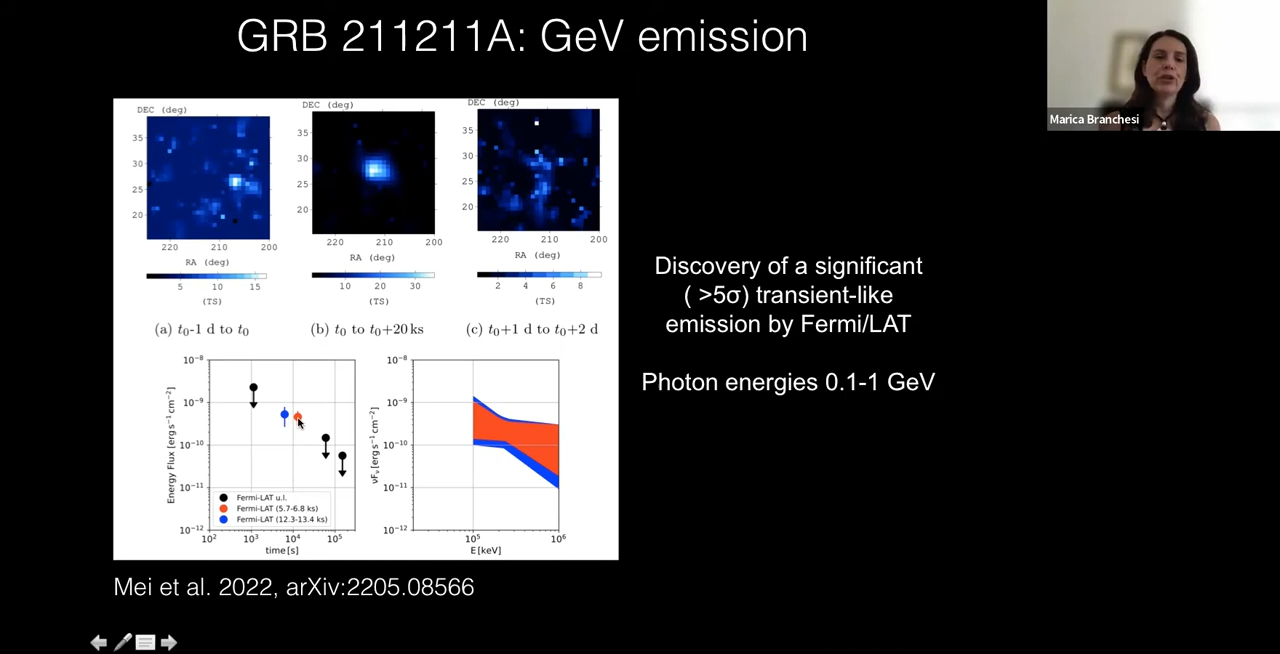 GRB 211211A: GeV emission
Marica Branchesi
DEC (deg)
DEC (deg)
DEC (deg)
35
30
25
20
220
210
200
RA (deg)
5
10
15
(TS)
(a) t₀-1 d to t₀
35
30
25
20
220
210
200
RA (deg)
10
20
30
(TS)
(b) t₀ to t₀+20 ks
35
30
25
20
220
210
200
RA (deg)
2
4
6
8
(TS)
(c) t₀+1 d to t₀+2 d
Discovery of a significant
( >5σ) transient-like
emission by Fermi/LAT
Photon energies 0.1-1 GeV
Energy Flux [erg s⁻¹ cm⁻²]
10⁻⁸
10⁻⁹
10⁻¹⁰
10⁻¹¹
10⁻¹²
Fermi-LAT u.l.
Fermi-LAT (5.7-6.8 ks)
Fermi-LAT (12.3-13.4 ks)
10²
10³
10⁴
10⁵
time [s]
νFᵥ [erg s⁻¹ cm⁻²]
10⁻⁸
10⁻⁹
10⁻¹⁰
10⁻¹¹
10⁻¹²
10⁵
10⁶
E [keV]
Mei et al. 2022, arXiv:2205.08566